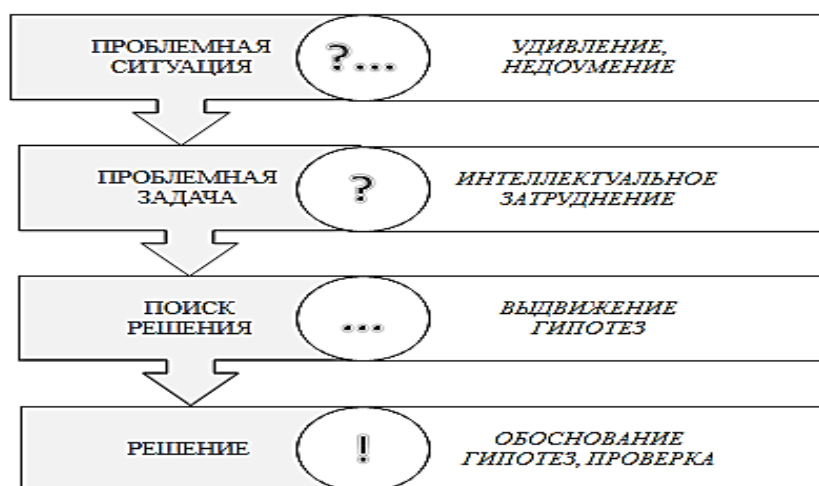 ПРОБЛЕМНАЯ
СИТУАЦИЯ
?...
УДИВЛЕНИЕ,
НЕДОУМЕНИЕ
ПРОБЛЕМНАЯ
ЗАДАЧА
?
ИНТЕЛЛЕКТУАЛЬНОЕ
ЗАТРУДНЕНИЕ
ПОИСК
РЕШЕНИЯ
...
ВЫДВИЖЕНИЕ
ГИПОТЕЗ
РЕШЕНИЕ
!
ОБОСНОВАНИЕ
ГИПОТЕЗ, ПРОВЕРКА